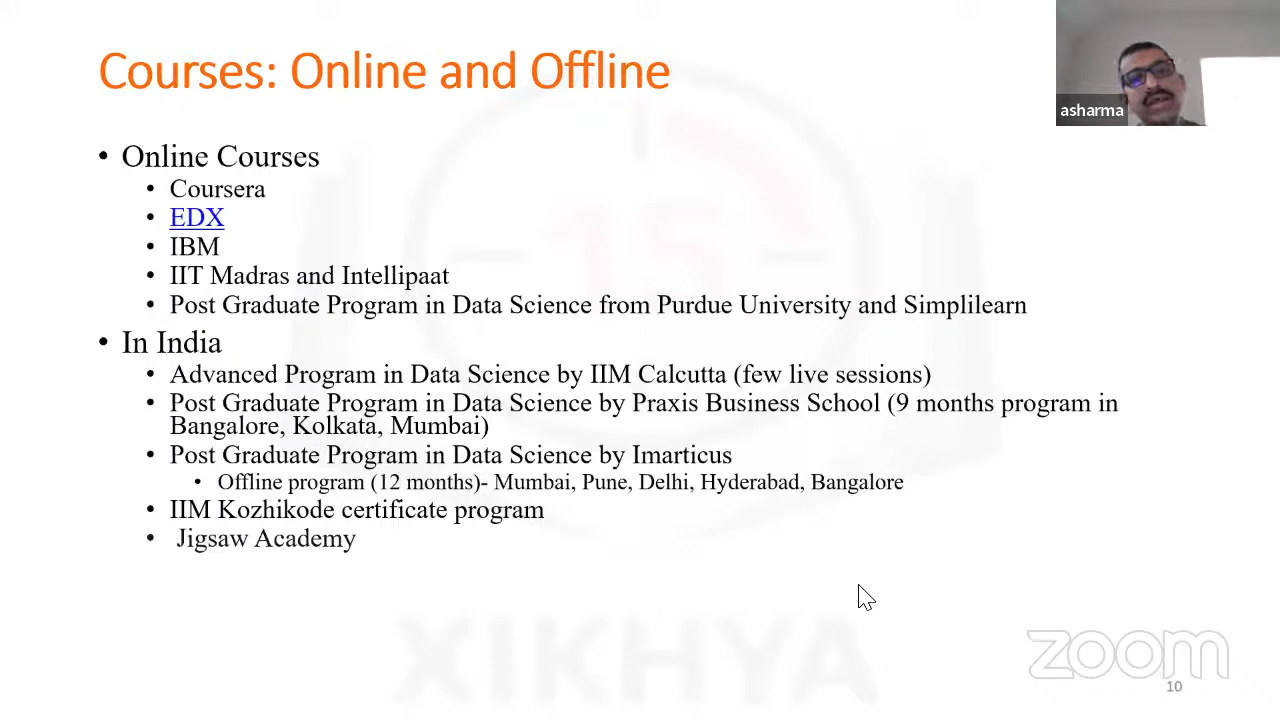 Courses: Online and Offline
asharma
• Online Courses
• Coursera
• EDX
• IBM
• IIT Madras and Intellipaat
• Post Graduate Program in Data Science from Purdue University and Simplilearn
• In India
• Advanced Program in Data Science by IIM Calcutta (few live sessions)
• Post Graduate Program in Data Science by Praxis Business School (9 months program in
Bangalore, Kolkata, Mumbai)
• Post Graduate Program in Data Science by Imarticus
• Offline program (12 months)- Mumbai, Pune, Delhi, Hyderabad, Bangalore
• IIM Kozhikode certificate program
• Jigsaw Academy
15
XIKHYA
zoom
10